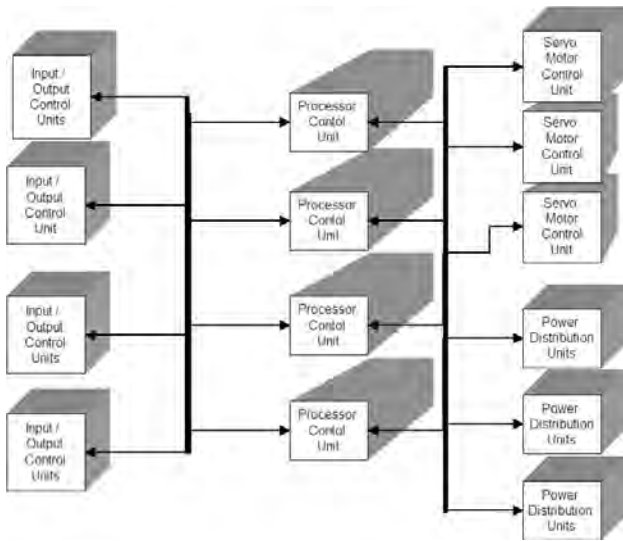 Input /
Output
Control
Units
Input /
Output
Control
Unit
Input /
Output
Control
Units
Input /
Output
Control
Units
Processor
Contol
Unit
Processor
Contol
Unit
Processor
Contol
Unit
Processor
Contol
Unit
Servo
Motor
Control
Unit
Servo
Motor
Control
Unit
Servo
Motor
Control
Unit
Power
Distribution
Units
Power
Distribution
Units
Power
Distribution
Units